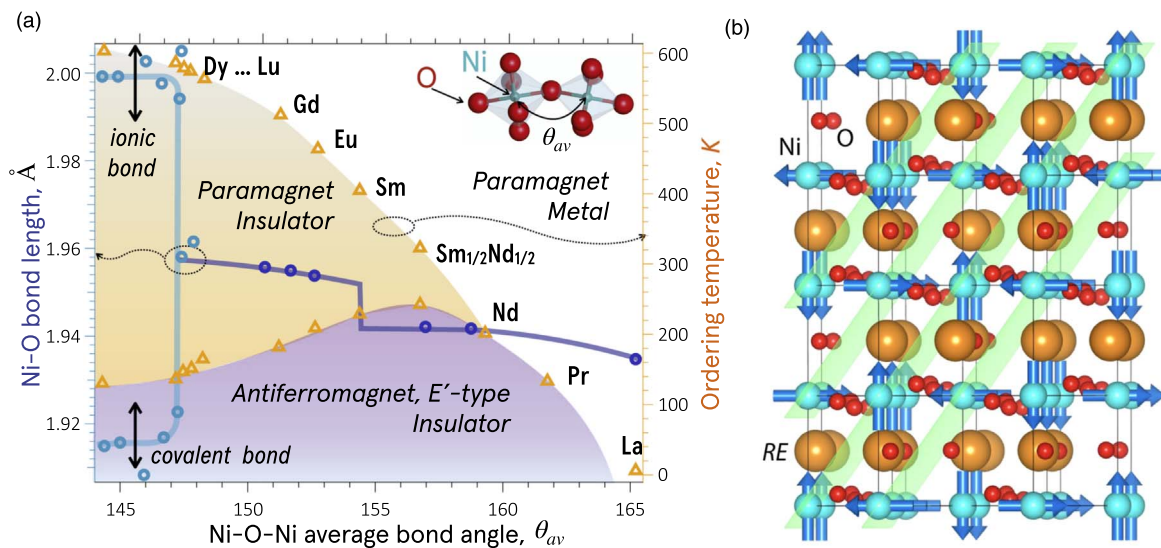 (a)
(b)
2.00
1.98
1.96
1.94
1.92
Ni-O bond length, Å
145
150
155
160
165
Ni-O-Ni average bond angle, θav
600
500
400
300
200
100
0
Ordering temperature, K
Dy ... Lu
Gd
Eu
Sm
Sm1/2Nd1/2
Nd
Pr
La
ionic
bond
Paramagnet
Insulator
Paramagnet
Metal
Antiferromagnet, E′-type
Insulator
covalent bond
O
Ni
θav
Ni
O
RE